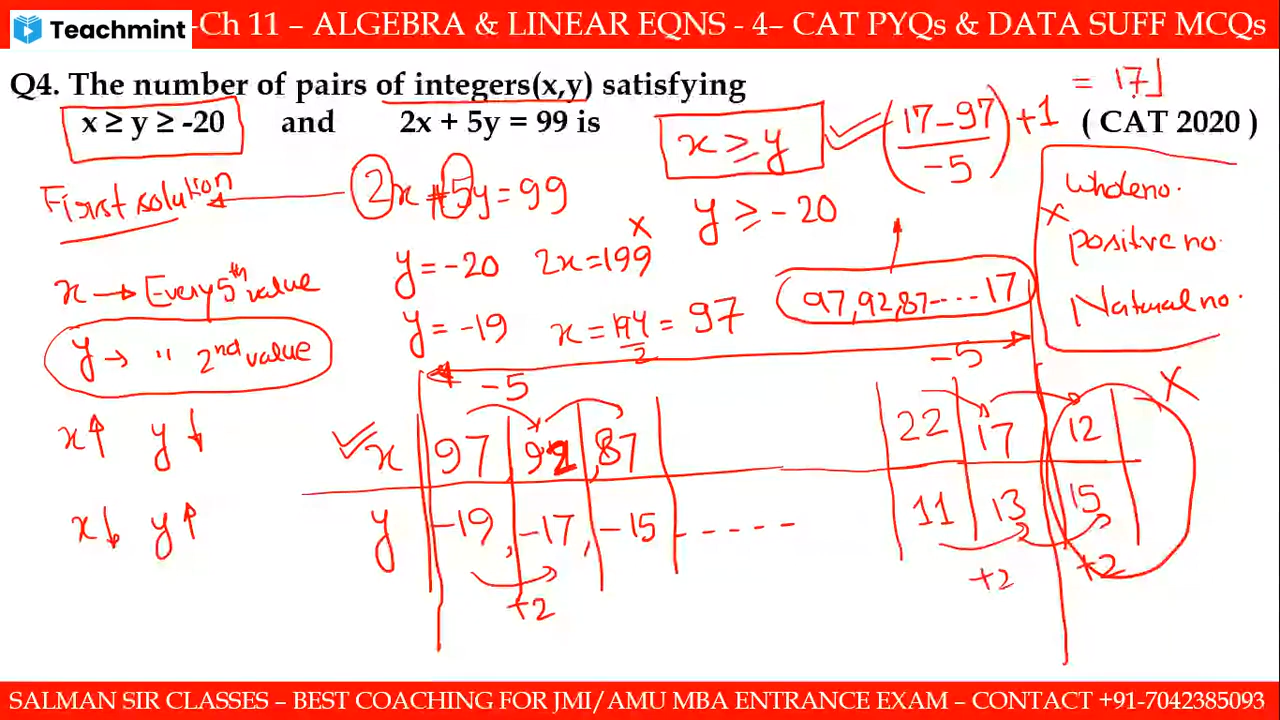 Teachmint -Ch 11 – ALGEBRA & LINEAR EQNS - 4– CAT PYQs & DATA SUFF MCQs
Q4. The number of pairs of integers(x,y) satisfying
= 17
x ≥ y ≥ -20 and 2x + 5y = 99 is
x ≥ y
(17-97 / -5) +1
( CAT 2020 )
First solution
2x + 5y = 99
y ≥ -20
whole no.
x
positive no.
Natural no.
y = -20 2x = 199 x
x → Every 5th value
y → " 2nd value
y = -19 x = 194/2 = 97
97, 92, 87 - - - - 17
-5 -5
x↑ y↓
x 97 92 87 22 17 12 x
x↓ y↑
y -19, -17, -15 - - - - - 11 13 15
+2 +2 +2
SALMAN SIR CLASSES – BEST COACHING FOR JMI/AMU MBA ENTRANCE EXAM – CONTACT +91-7042385093